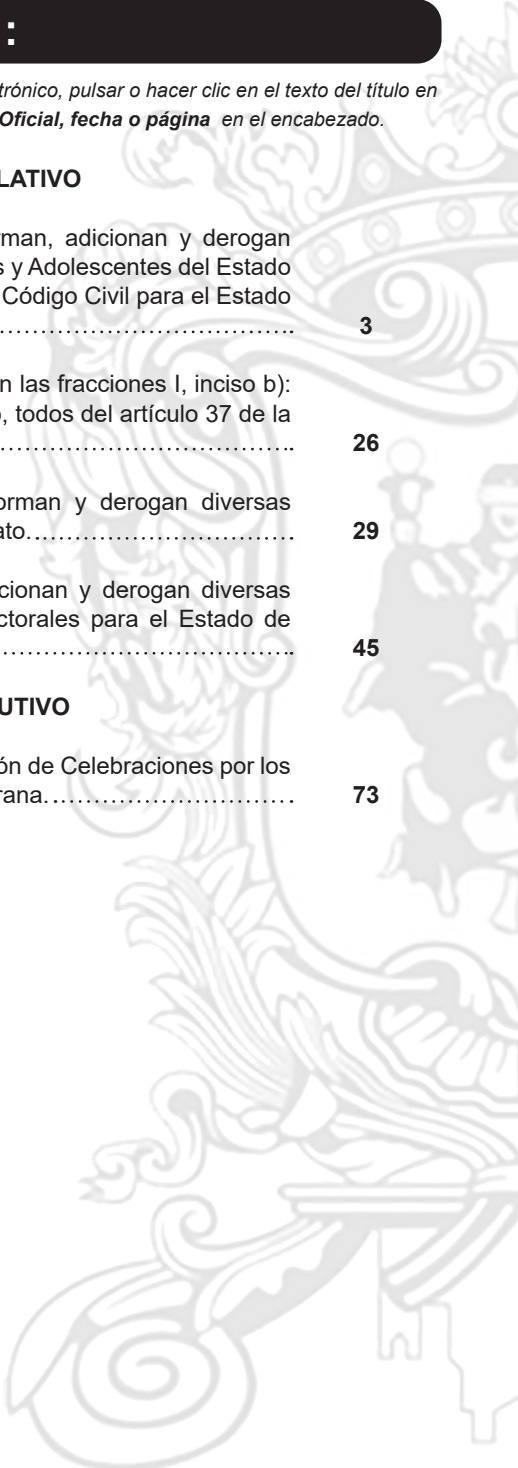 :
trónico, pulsar o hacer clic en el texto del título en
Oficial, fecha o página en el encabezado.
LATIVO
rman, adicionan y derogan
s y Adolescentes del Estado
Código Civil para el Estado
................................................. 3
n las fracciones I, inciso b):
o, todos del artículo 37 de la
................................................. 26
orman y derogan diversas
ato................................... 29
cionan y derogan diversas
ctorales para el Estado de
................................................. 45
UTIVO
ón de Celebraciones por los
rana................................ 73